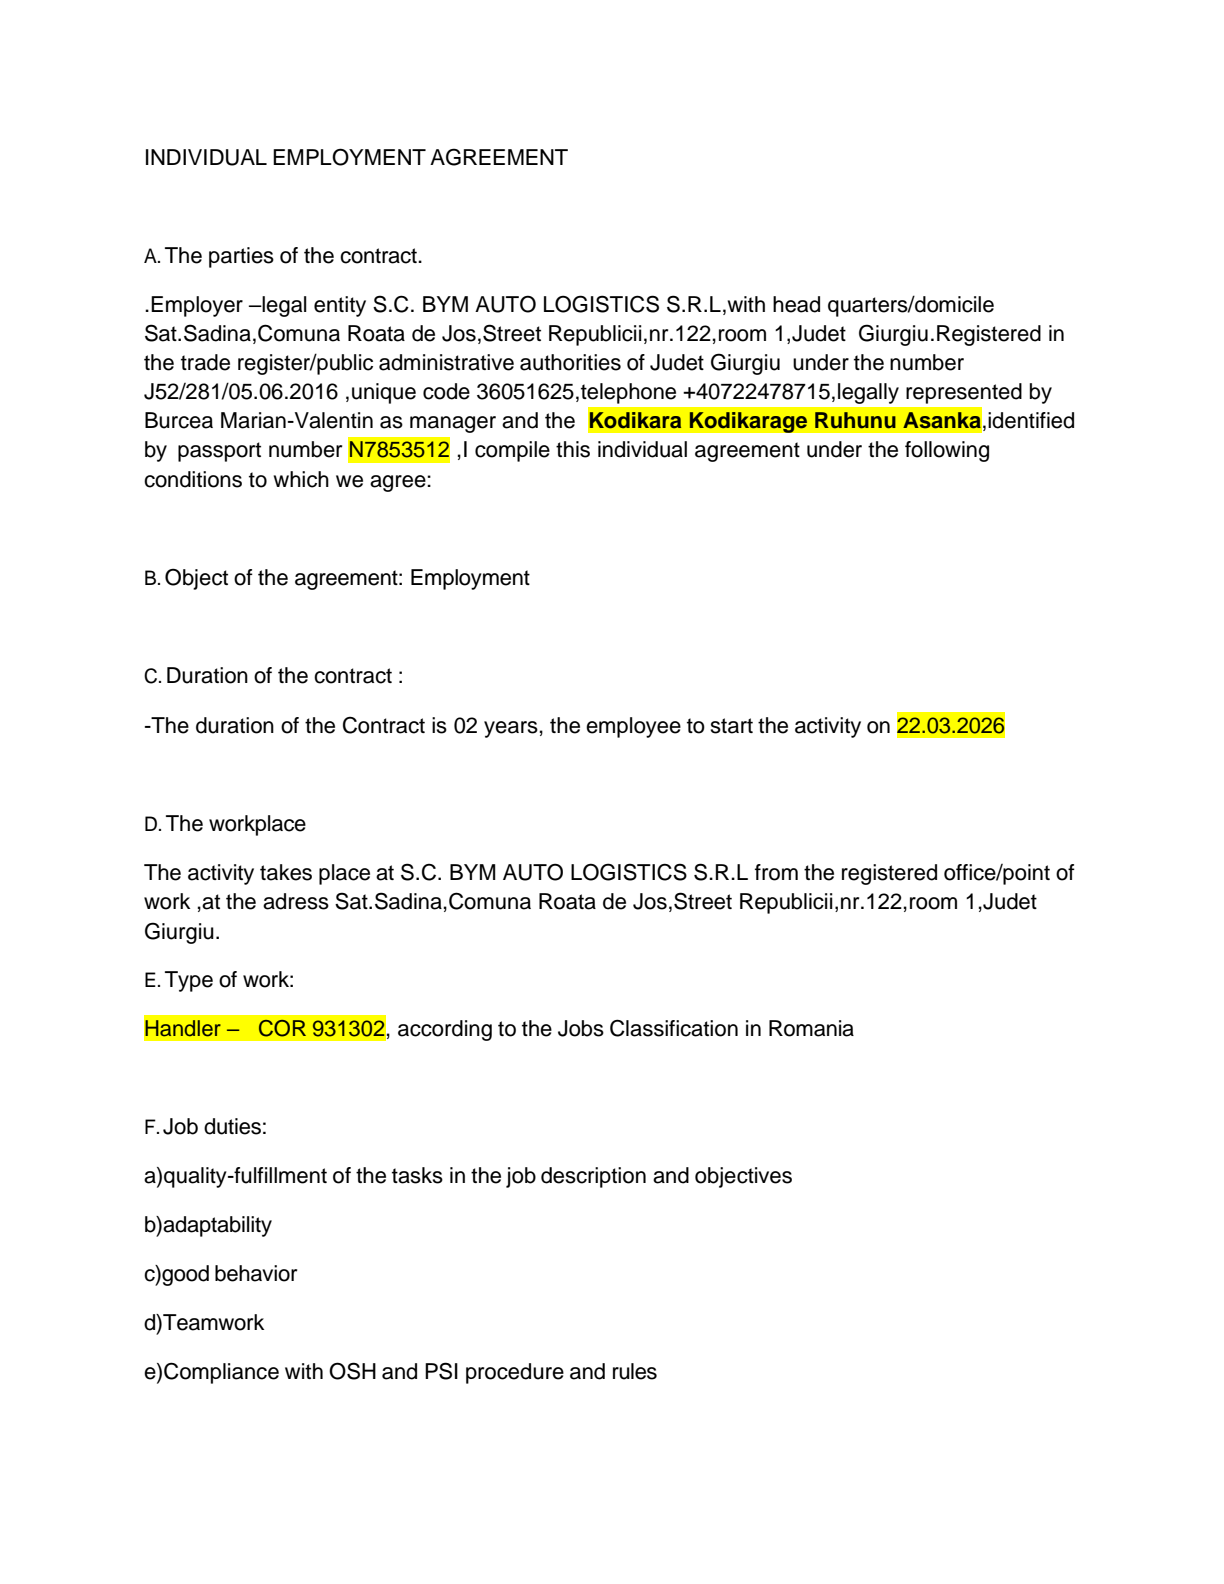 INDIVIDUAL EMPLOYMENT AGREEMENT
A. The parties of the contract.
.Employer –legal entity S.C. BYM AUTO LOGISTICS S.R.L,with head quarters/domicile
Sat.Sadina,Comuna Roata de Jos,Street Republicii,nr.122,room 1,Judet Giurgiu.Registered in
the trade register/public administrative authorities of Judet Giurgiu under the number
J52/281/05.06.2016 ,unique code 36051625,telephone +40722478715,legally represented by
Burcea Marian-Valentin as manager and the Kodikara Kodikarage Ruhunu Asanka,identified
by passport number N7853512 ,I compile this individual agreement under the following
conditions to which we agree:
B. Object of the agreement: Employment
C. Duration of the contract :
-The duration of the Contract is 02 years, the employee to start the activity on 22.03.2026
D. The workplace
The activity takes place at S.C. BYM AUTO LOGISTICS S.R.L from the registered office/point of
work ,at the adress Sat.Sadina,Comuna Roata de Jos,Street Republicii,nr.122,room 1,Judet
Giurgiu.
E. Type of work:
Handler – COR 931302, according to the Jobs Classification in Romania
F. Job duties:
a)quality-fulfillment of the tasks in the job description and objectives
b)adaptability
c)good behavior
d)Teamwork
e)Compliance with OSH and PSI procedure and rules